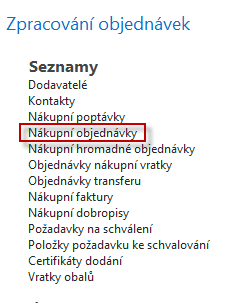 Zpracování objednávek
Seznamy
Dodavatelé
Kontakty
Nákupní poptávky
Nákupní objednávky
Nákupní hromadné objednávky
Objednávky nákupní vratky
Objednávky transferu
Nákupní faktury
Nákupní dobropisy
Požadavky na schválení
Položky požadavku ke schvalování
Certifikáty dodání
Vratky obalů